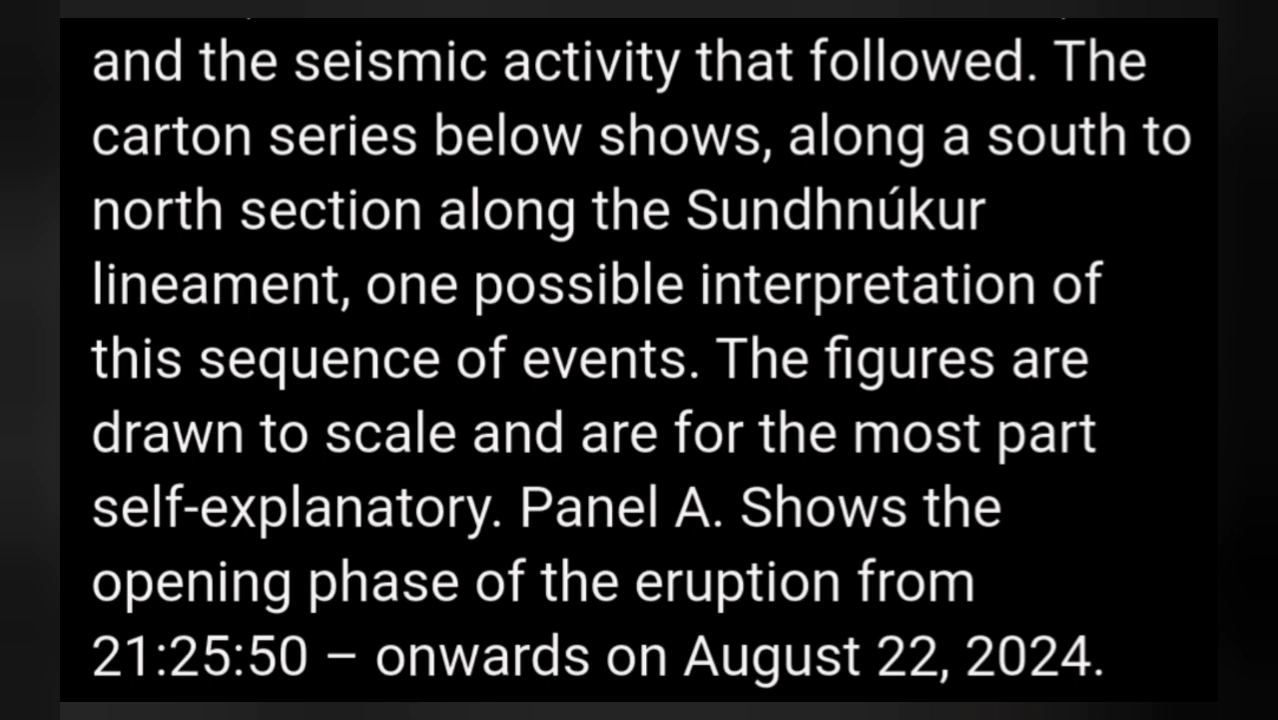 and the seismic activity that followed. The
carton series below shows, along a south to
north section along the Sundhnúkur
lineament, one possible interpretation of
this sequence of events. The figures are
drawn to scale and are for the most part
self-explanatory. Panel A. Shows the
opening phase of the eruption from
21:25:50 – onwards on August 22, 2024.